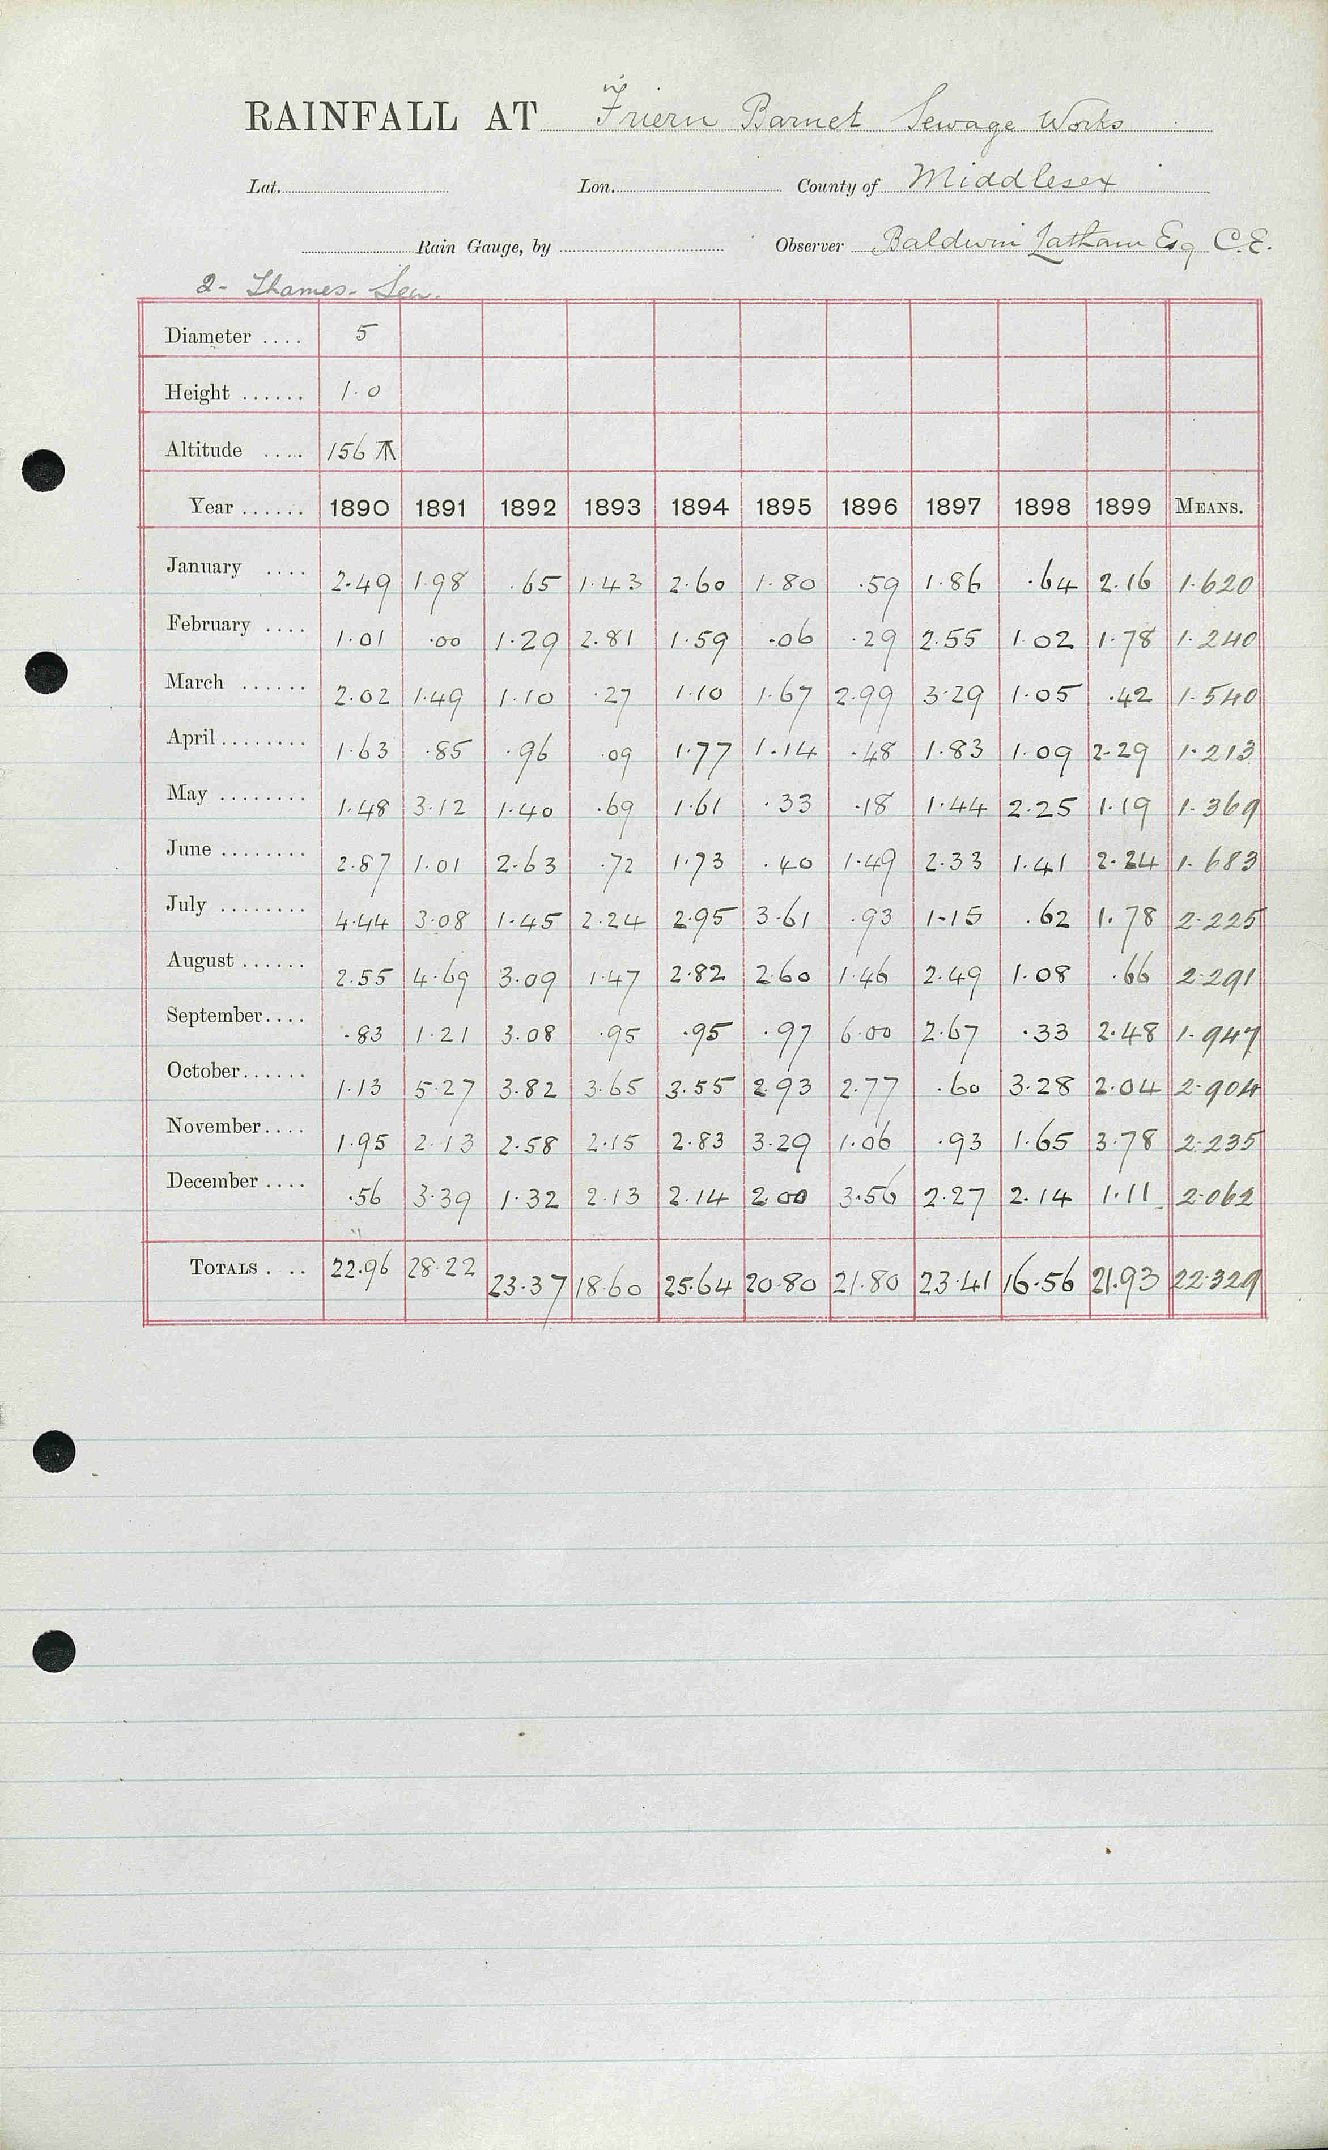 RAINFALL AT Friern Barnet Sewage Works
Lat. Lon. County of Middlesex
Rain Gauge, by Observer Baldwin Latham Esq C.E.
2- Thames-
Diameter .... 5
Height ...... 1.0
Altitude .... 156
Year ...... 1890 1891 1892 1893 1894 1895 1896 1897 1898 1899 MEANS.
January .... 2.49 1.98 .65 1.43 2.60 1.80 .59 1.86 .64 2.16 1.620
February .... 1.01 .00 1.29 2.81 1.59 .06 .29 2.55 1.02 1.78 1.240
March ...... 2.02 1.49 1.10 .27 1.10 1.67 2.99 3.29 1.05 .42 1.540
April........ 1.63 .85 .96 .09 1.77 1.14 .48 1.83 1.09 2.29 1.213
May ........ 1.48 3.12 1.40 .69 1.61 .33 .18 1.44 2.25 1.19 1.369
June ........ 2.87 1.01 2.63 .72 1.73 .40 1.49 2.33 1.41 2.24 1.683
July ........ 4.44 3.08 1.45 2.24 2.95 3.61 .93 1.15 .62 1.78 2.225
August ...... 2.55 4.69 3.09 1.47 2.82 2.60 1.46 2.49 1.08 .66 2.291
September.... .83 1.21 3.08 .95 .95 .97 6.00 2.67 .33 2.48 1.947
October...... 1.13 5.27 3.82 3.65 3.55 2.93 2.77 .60 3.28 2.04 2.904
November.... 1.95 2.13 2.58 2.15 2.83 3.29 1.06 .93 1.65 3.78 2.235
December .... .56 3.39 1.32 2.13 2.14 2.00 3.56 2.27 2.14 1.11 2.062
TOTALS . .. 22.96 28.22 23.37 18.60 25.64 20.80 21.80 23.41 16.56 21.93 22.329